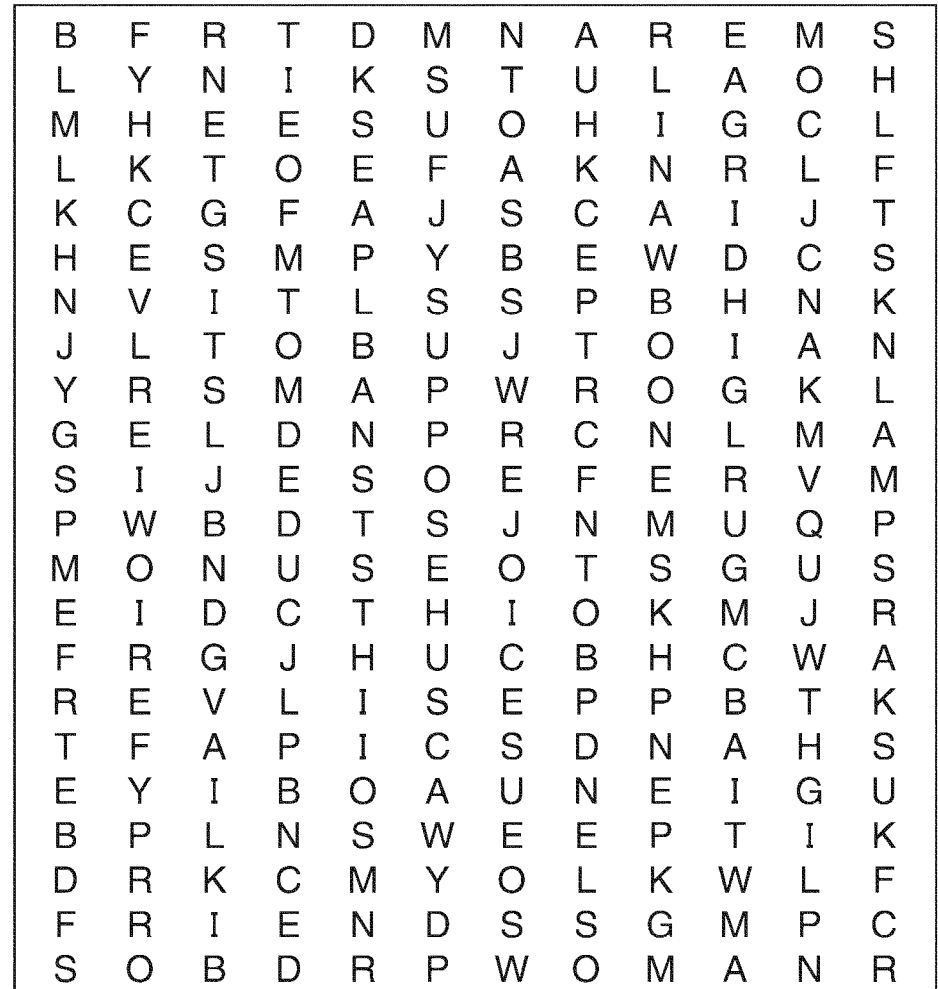 B F R T D M N A R E M S
L Y N I K S T U L A O H
M H E E S U O H I G C L
L K T O E F A K N R L F
K C G F A J S C A I J T
H E S M P Y B E W D C S
N V I T L S S P B H N K
J L T O B U J T O I A N
Y R S M A P W R O G K L
G E L D N P R C N L M A
S I J E S O E F E R V M
P W B D T S J N M U Q P
M O N U S E O T S G U S
E I D C T H I O K M J R
F R G J H U C B H C W A
R E V L I S E P P B T K
T F A P I C S D N A H S
E Y I B O A U N E I G U
B P L N S W E E P T I K
D R K C M Y O L K W L F
F R I E N D S S G M P C
S O B D R P W O M A N R